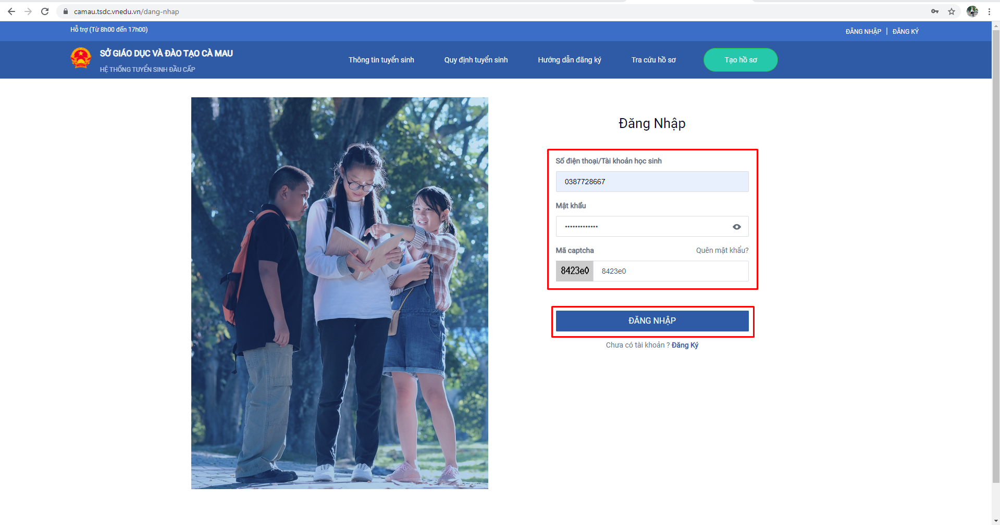 camau.tsdc.vnedu.vn/dang-nhap
Hỗ trợ (Từ 8h00 đến 17h00)
ĐĂNG NHẬP | ĐĂNG KÝ
SỞ GIÁO DỤC VÀ ĐÀO TẠO CÀ MAU
HỆ THỐNG TUYỂN SINH ĐẦU CẤP
Thông tin tuyển sinh
Quy định tuyển sinh
Hướng dẫn đăng ký
Tra cứu hồ sơ
Tạo hồ sơ
Đăng Nhập
Số điện thoại/Tài khoản học sinh
0387728667
Mật khẩu
•••••••••••••
Mã captcha
Quên mật khẩu?
8423e0
8423e0
ĐĂNG NHẬP
Chưa có tài khoản ? Đăng Ký